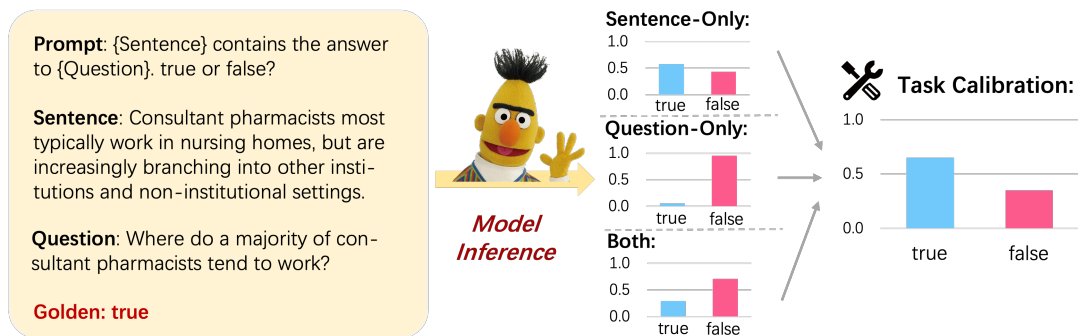 Prompt: {Sentence} contains the answer
to {Question}. true or false?
Sentence: Consultant pharmacists most
typically work in nursing homes, but are
increasingly branching into other insti-
tutions and non-institutional settings.
Question: Where do a majority of con-
sultant pharmacists tend to work?
Golden: true
Model
Inference
Sentence-Only:
1.0
0.5
0.0
true false
Question-Only:
1.0
0.5
0.0
true false
Both:
1.0
0.5
0.0
true false
Task Calibration:
1.0
0.5
0.0
true false